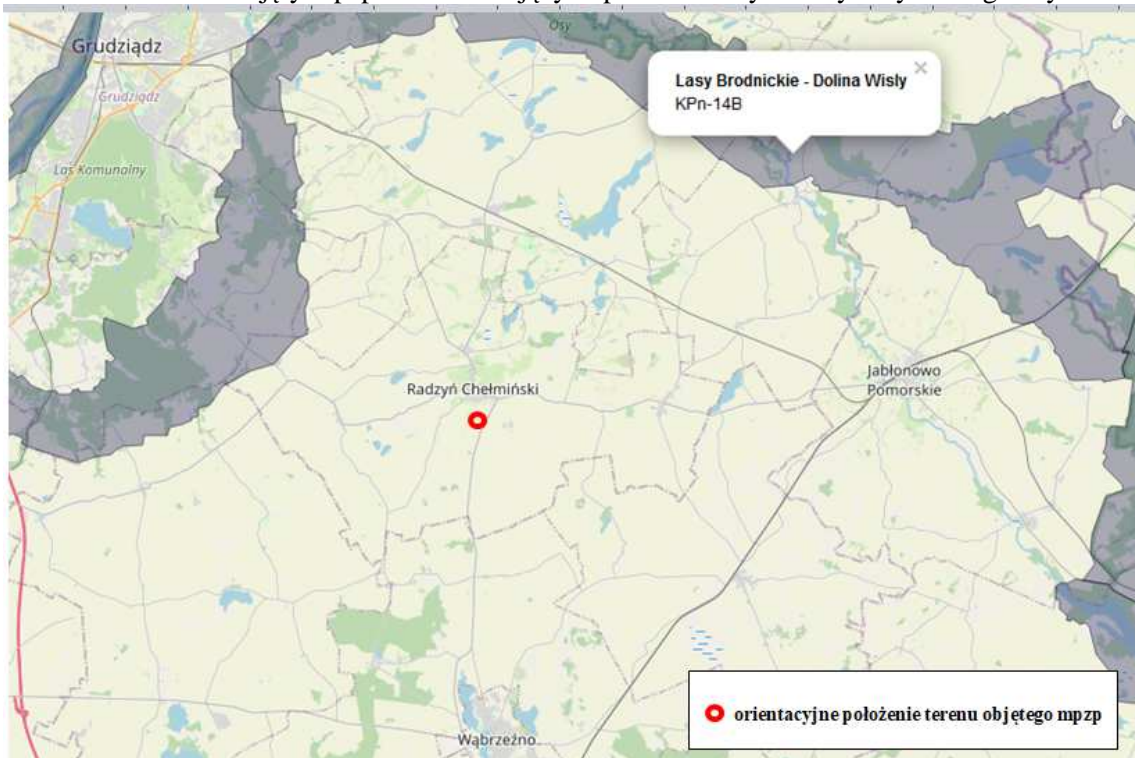 Grudziądz
Grudziądz
Las Komunalny
Osy
Lasy Brodnickie - Dolina Wisly
×
KPn-14B
Radzyń Chełmiński
Jabłonowo
Pomorskie
Wąbrzeźno
orientacyjne położenie terenu objętego mpzp